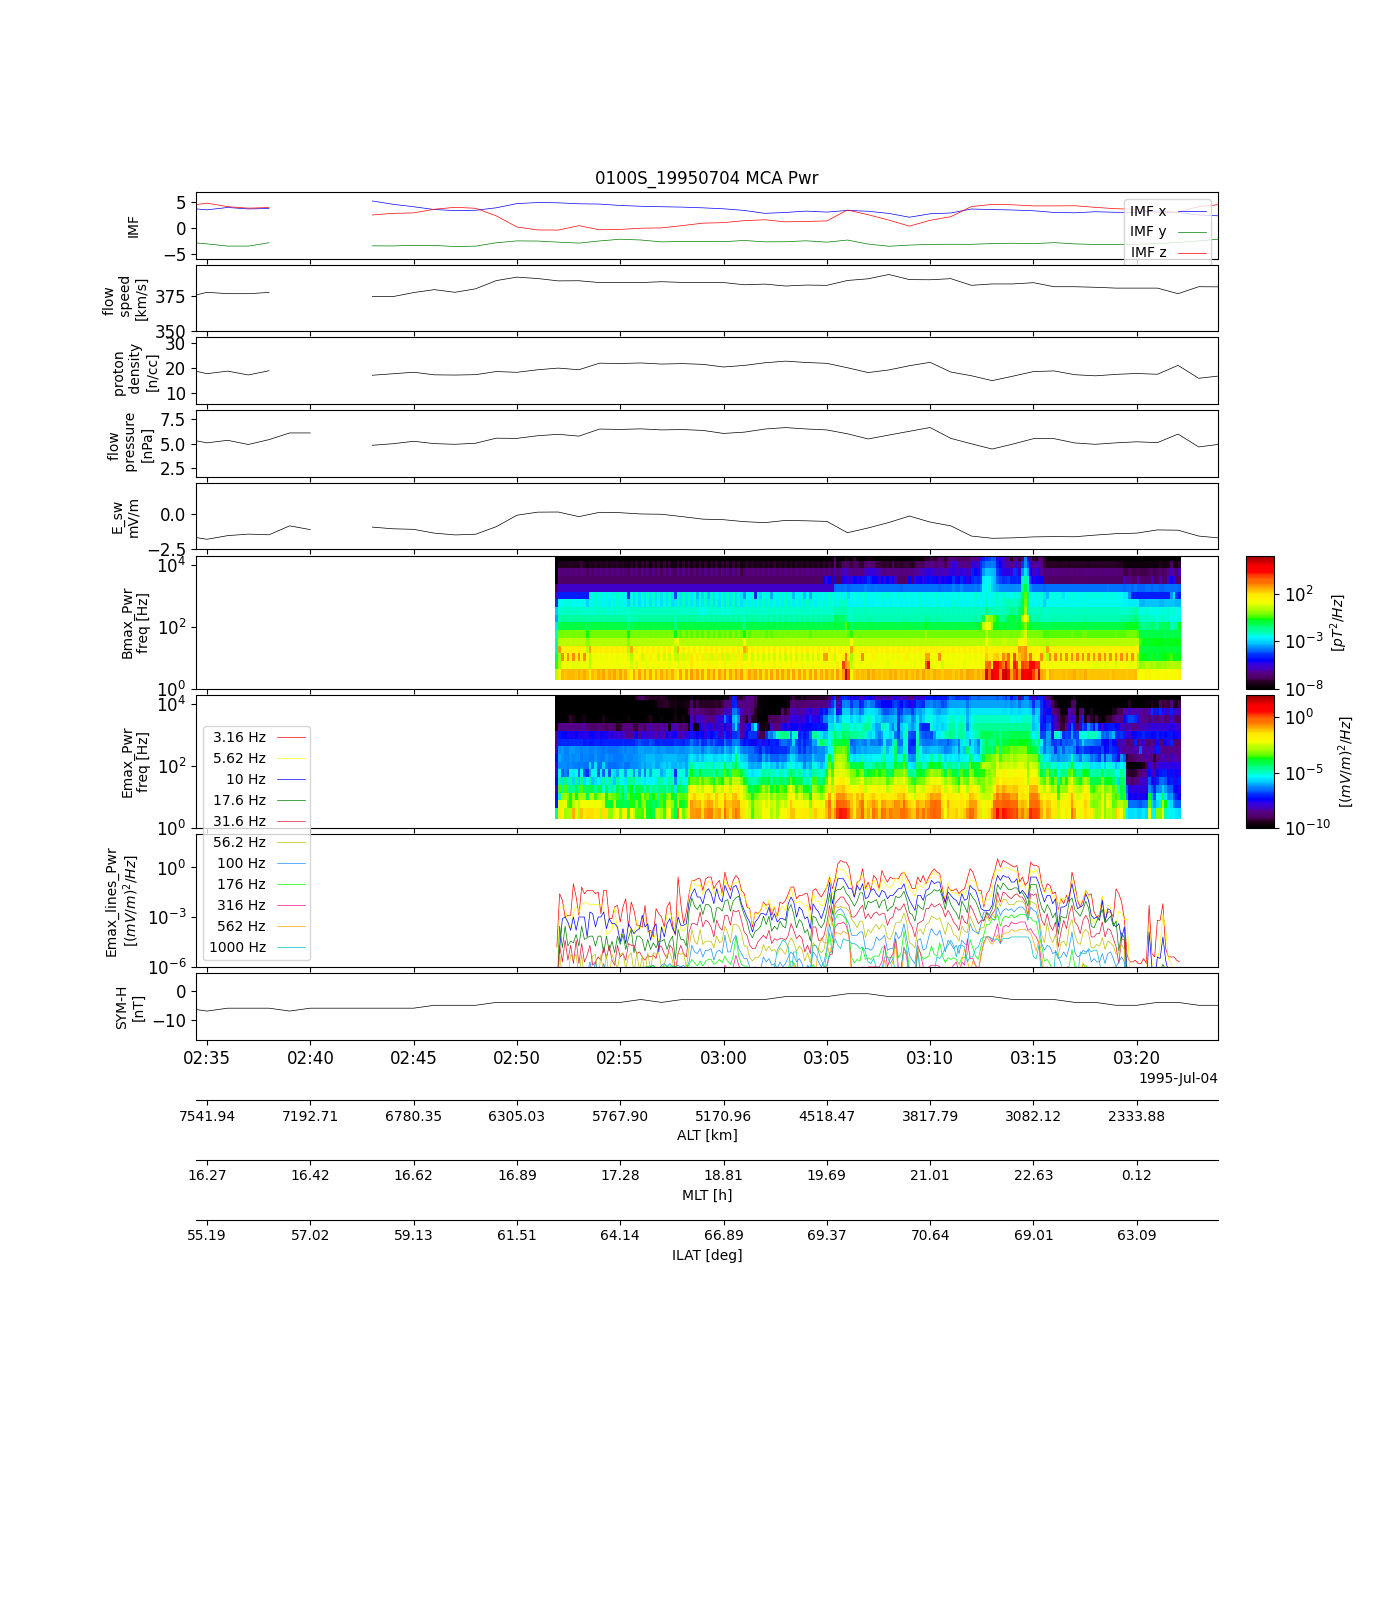 0100S_19950704 MCA Pwr
IMF
5
0
−5
IMF x
IMF y
IMF z
flow
speed
[km/s]
375
350
proton
density
[n/cc]
30
20
10
flow
pressure
[nPa]
7.5
5.0
2.5
E_sw
mV/m
0.0
−2.5
Bmax_Pwr
freq [Hz]
10^4
10^2
10^0
10^2
10^−3
10^−8
[pT^2/Hz]
Emax_Pwr
freq [Hz]
10^4
10^2
10^0
10^0
10^−5
10^−10
[(mV/m)^2/Hz]
3.16 Hz
5.62 Hz
10 Hz
17.6 Hz
31.6 Hz
56.2 Hz
100 Hz
176 Hz
316 Hz
562 Hz
1000 Hz
Emax_lines_Pwr
[(mV/m)^2/Hz]
10^0
10^−3
10^−6
SYM-H
[nT]
0
−10
02:35 02:40 02:45 02:50 02:55 03:00 03:05 03:10 03:15 03:20
1995-Jul-04
7541.94 7192.71 6780.35 6305.03 5767.90 5170.96 4518.47 3817.79 3082.12 2333.88
ALT [km]
16.27 16.42 16.62 16.89 17.28 18.81 19.69 21.01 22.63 0.12
MLT [h]
55.19 57.02 59.13 61.51 64.14 66.89 69.37 70.64 69.01 63.09
ILAT [deg]